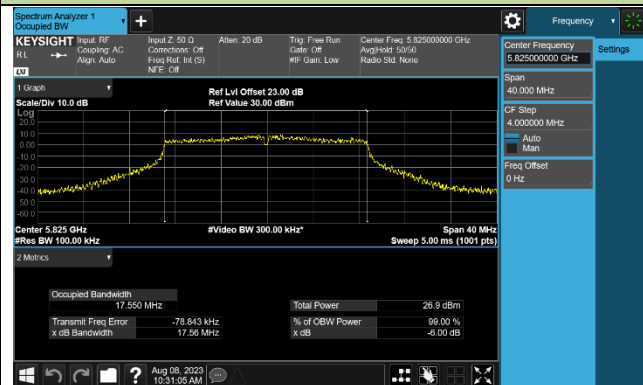 Spectrum Analyzer 1
Occupied BW
Frequency
KEYSIGHT
RL
LXI
Input: RF
Coupling: AC
Align: Auto
Input Z: 50 Ω
Corrections: Off
Freq Ref: Int (S)
NFE: Off
Atten: 20 dB
Trig: Free Run
Gate: Off
#IF Gain: Low
Center Freq: 5.825000000 GHz
Avg|Hold: 50/50
Radio Std: None
Center Frequency
5.825000000 GHz
Settings
Span
40.000 MHz
CF Step
4.000000 MHz
Auto
Man
Freq Offset
0 Hz
1 Graph
Scale/Div 10.0 dB
Ref Lvl Offset 23.00 dB
Ref Value 30.00 dBm
Log
20.0
10.0
0.00
-10.0
-20.0
-30.0
-40.0
-50.0
-60.0
Center 5.825 GHz
#Res BW 100.00 kHz
#Video BW 300.00 kHz*
Span 40 MHz
Sweep 5.00 ms (1001 pts)
2 Metrics
Occupied Bandwidth
17.550 MHz
Total Power 26.9 dBm
Transmit Freq Error -78.843 kHz
% of OBW Power 99.00 %
x dB Bandwidth 17.56 MHz
x dB -6.00 dB
?
Aug 08, 2023
10:31:05 AM